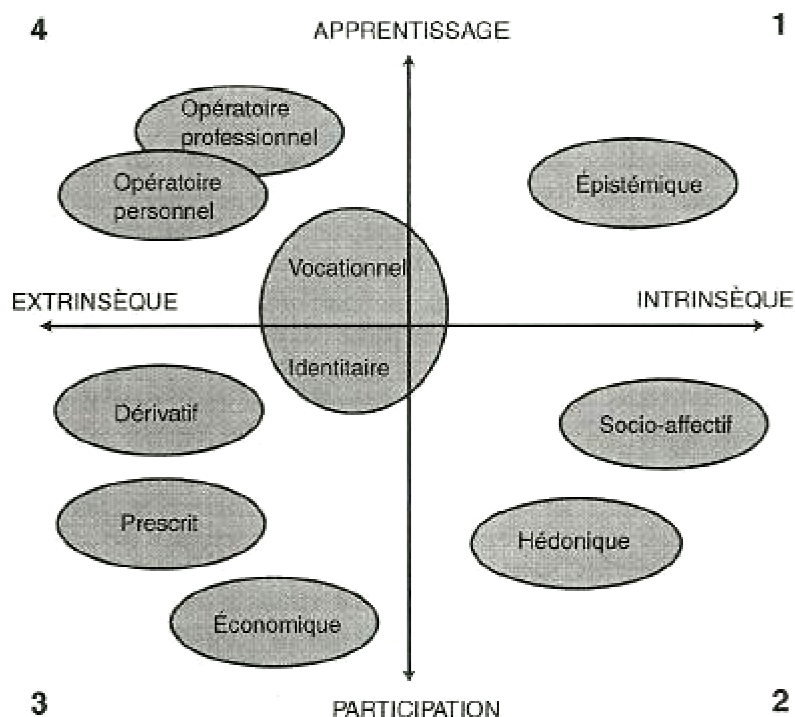 4
APPRENTISSAGE
1
Opératoire
professionnel
Opératoire
personnel
Épistémique
Vocationnel
EXTRINSÈQUE
INTRINSÈQUE
Identitaire
Dérivatif
Socio-affectif
Prescrit
Hédonique
Économique
3
PARTICIPATION
2